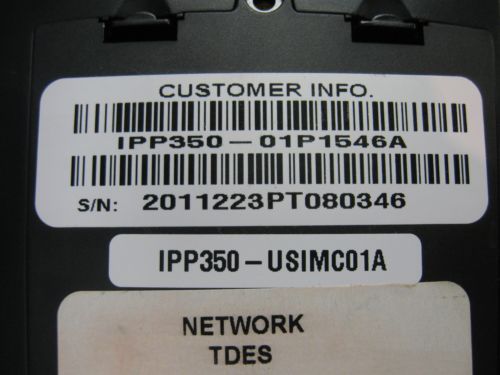 CUSTOMER INFO.
IPP350-01P1546A
S/N: 2011223PT080346
IPP350-USIMC01A
NETWORK
TDES